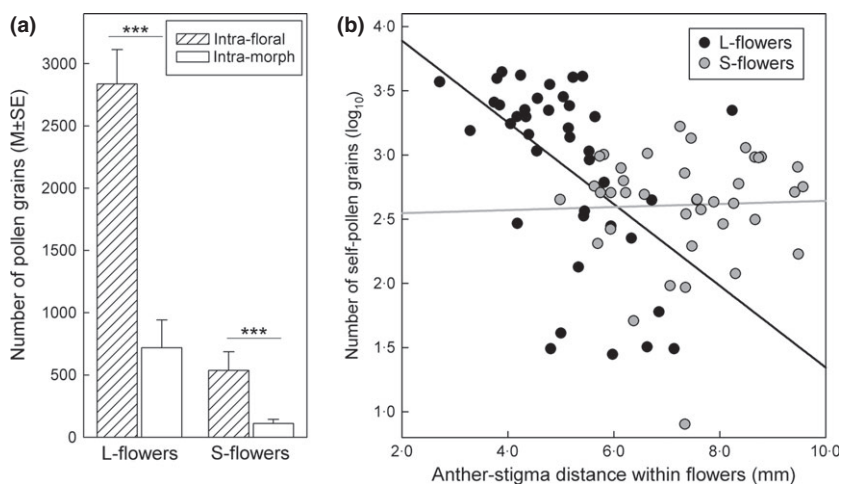 (a)
***
Intra-floral
Intra-morph
***
Number of pollen grains (M±SE)
3000
2500
2000
1500
1000
500
0
L-flowers S-flowers
(b)
L-flowers
S-flowers
Number of self-pollen grains (log10)
4·0
3·5
3·0
2·5
2·0
1·5
1·0
2·0 4·0 6·0 8·0 10·0
Anther-stigma distance within flowers (mm)